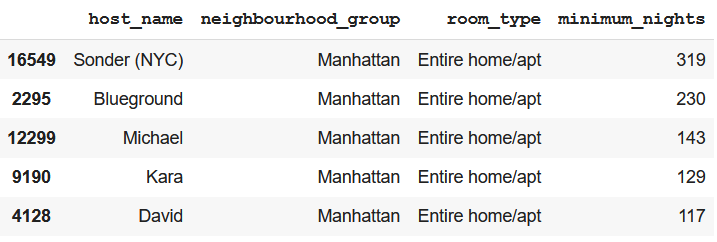 host_name neighbourhood_group room_type minimum_nights
16549 Sonder (NYC) Manhattan Entire home/apt 319
2295 Blueground Manhattan Entire home/apt 230
12299 Michael Manhattan Entire home/apt 143
9190 Kara Manhattan Entire home/apt 129
4128 David Manhattan Entire home/apt 117